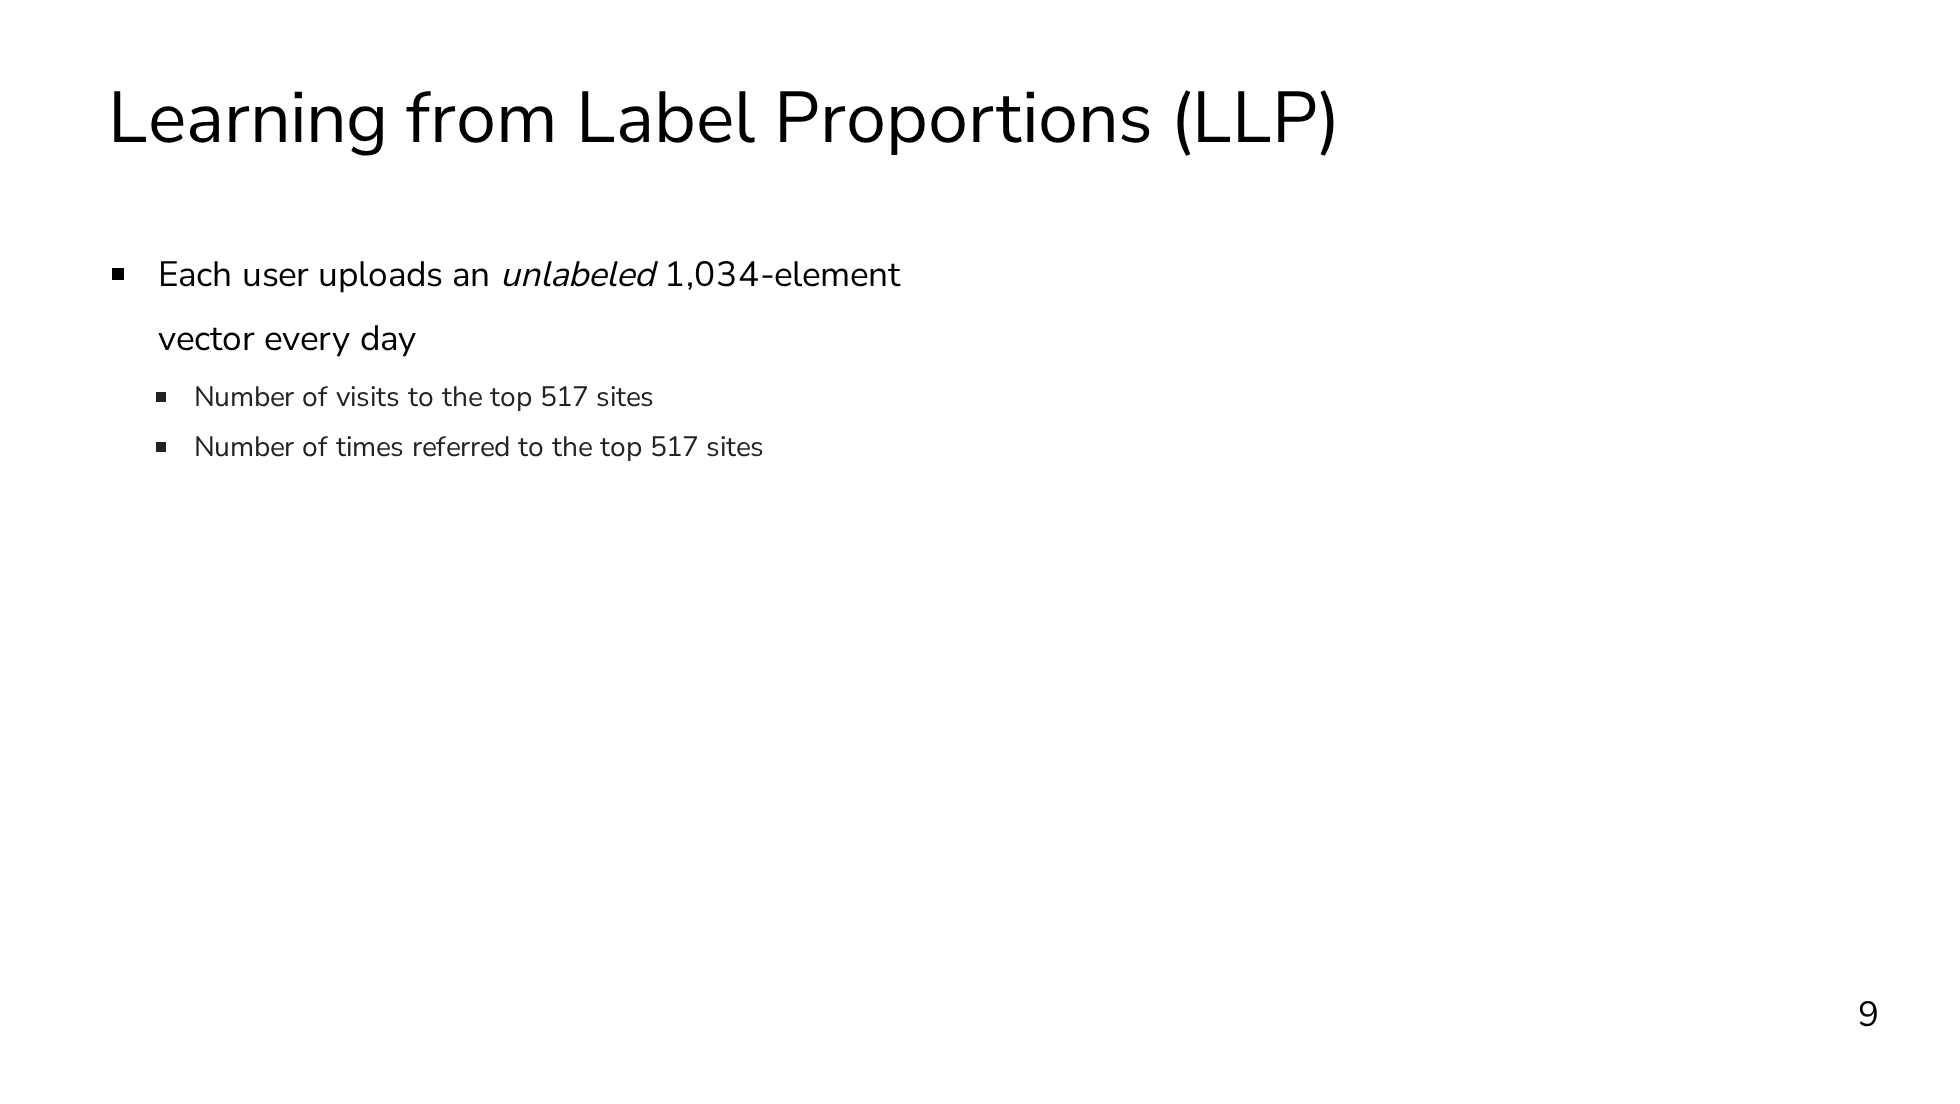 Learning from Label Proportions (LLP)
▪ Each user uploads an unlabeled 1,034-element
vector every day
▪ Number of visits to the top 517 sites
▪ Number of times referred to the top 517 sites
9